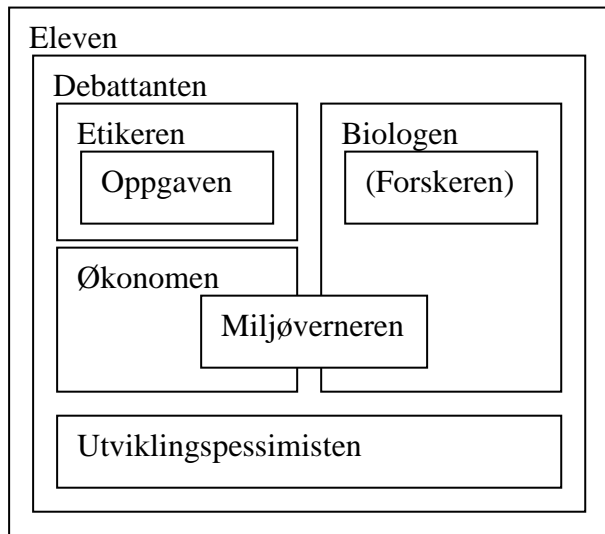 Eleven
Debattanten
Etikeren
Oppgaven
Biologen
(Forskeren)
Økonomen
Miljøverneren
Utviklingspessimisten